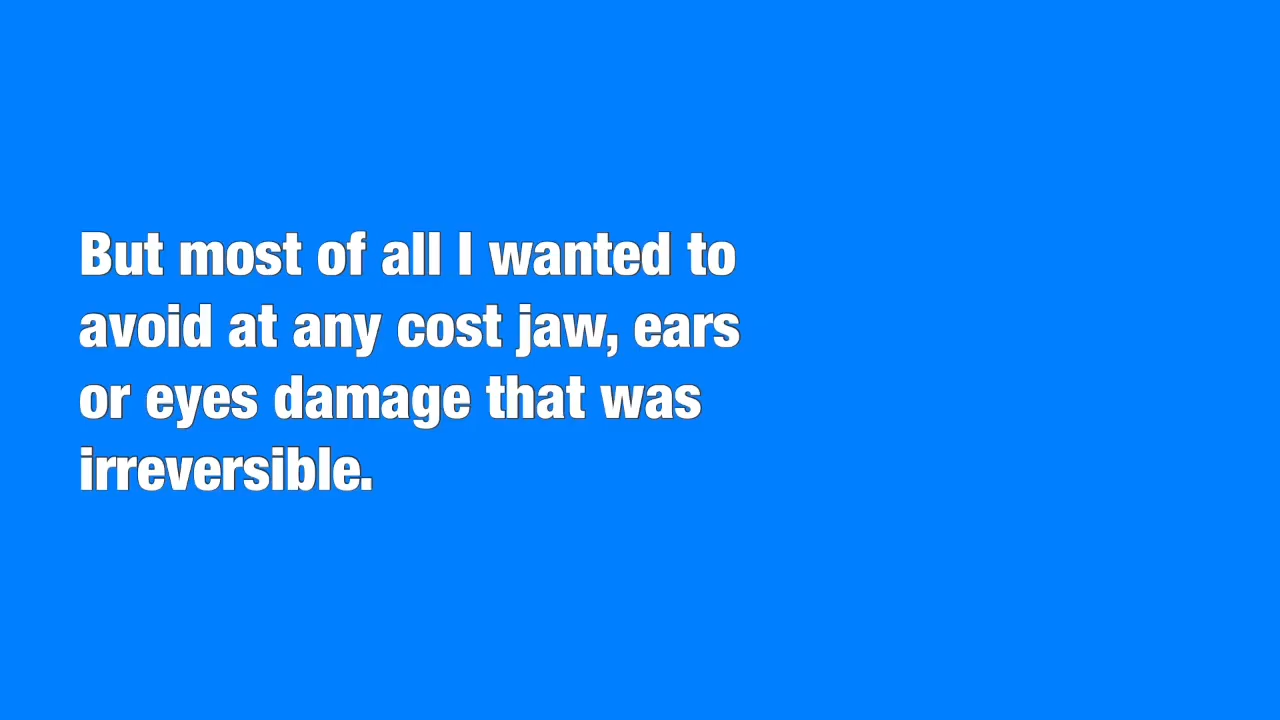 But most of all I wanted to
avoid at any cost jaw, ears
or eyes damage that was
irreversible.